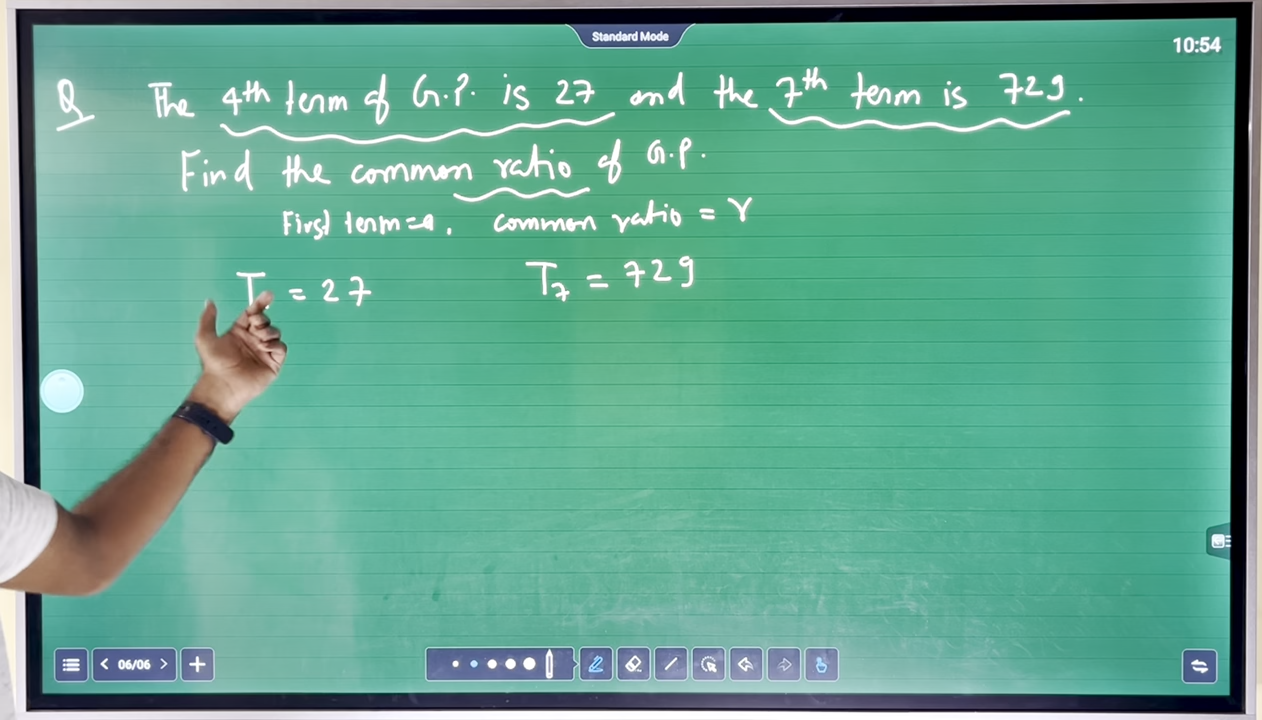 Standard Mode
10:54
Q The 4th term of G.P. is 27 and the 7th term is 729.
Find the common ratio of G.P.
First term = a, common ratio = r
T = 27 T7 = 729
06/06